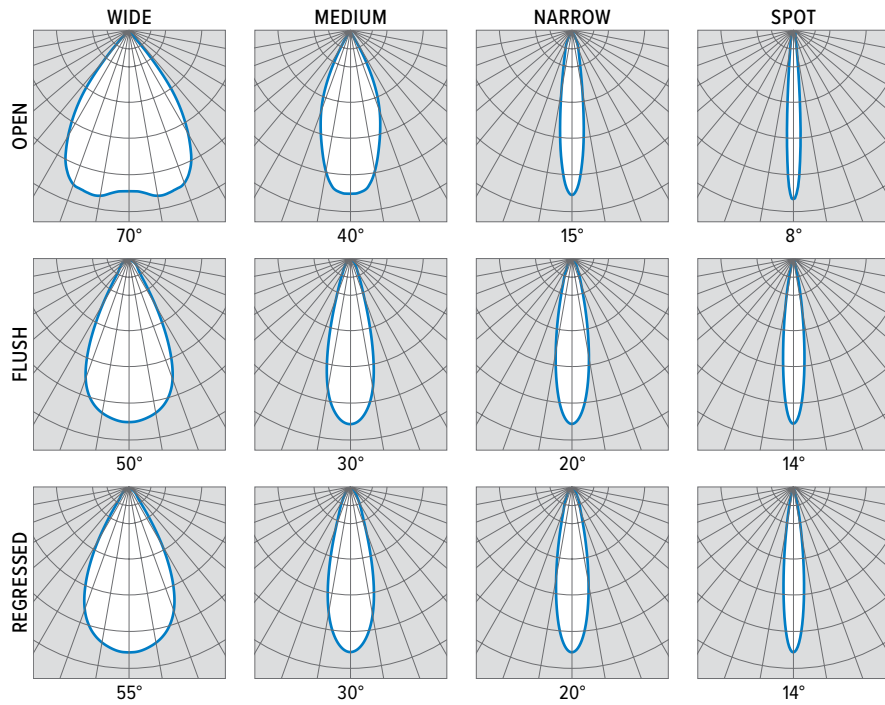 WIDE MEDIUM NARROW SPOT
OPEN
70° 40° 15° 8°
FLUSH
50° 30° 20° 14°
REGRESSED
55° 30° 20° 14°